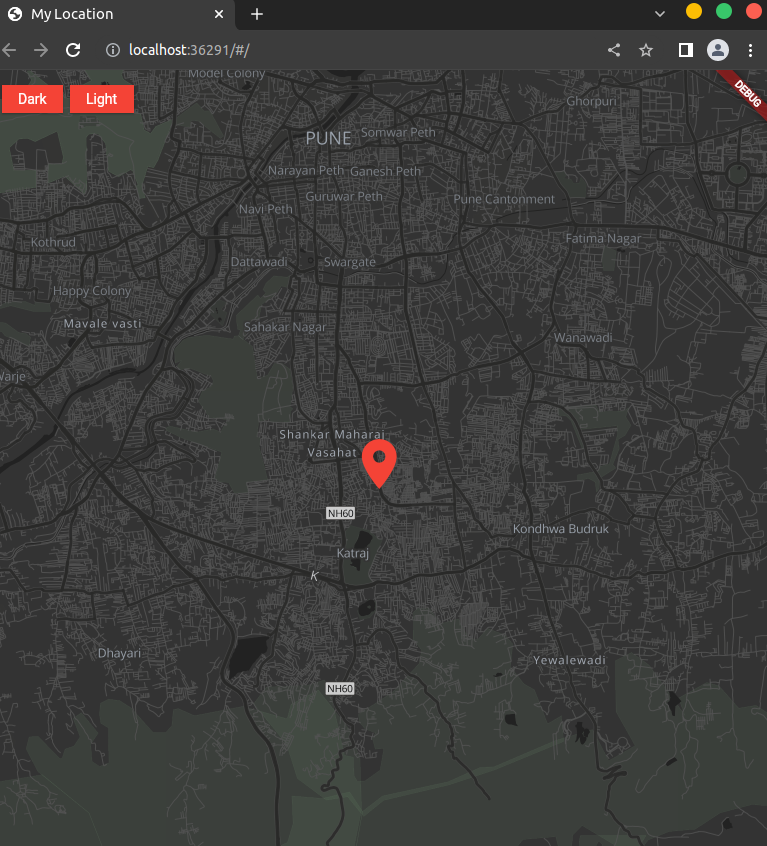 My Location
localhost:36291/#/
Model Colony
Dark
Light
DEBUG
Ghorpuri
PUNE
Somwar Peth
Narayan Peth
Ganesh Peth
Guruwar Peth
Pune Cantonment
Navi Peth
Kothrud
Fatima Nagar
Dattawadi
Swargate
Happy Colony
Mavale vasti
Sahakar Nagar
Wanawadi
Warje
Shankar Maharaj
Vasahat
NH60
Kondhwa Budruk
Katraj
K
Dhayari
Yewalewadi
NH60